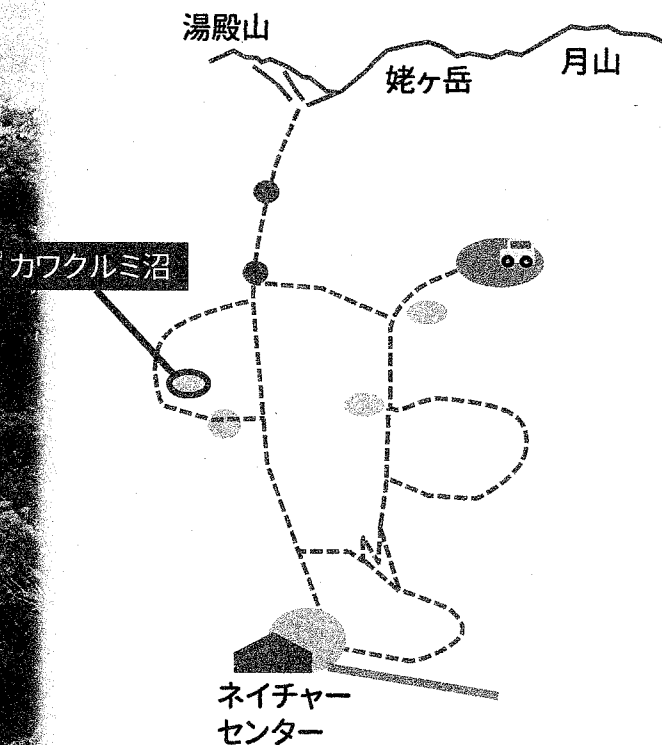 湯殿山
姥ヶ岳
月山
カワクルミ沼
ネイチャー
センター